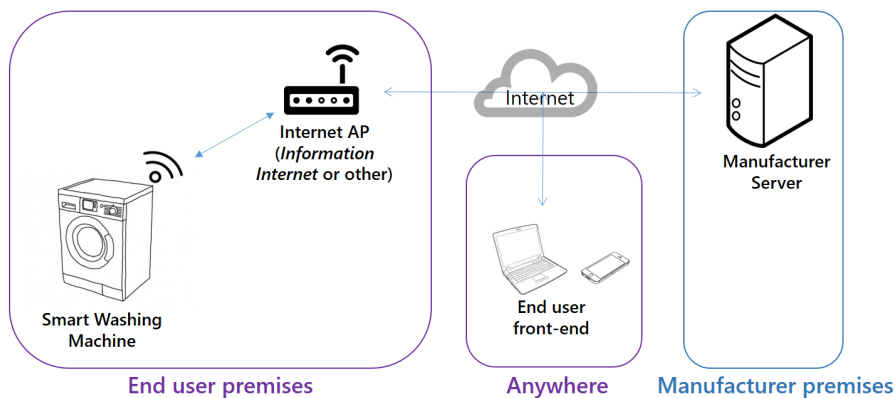 Internet
Internet AP
(Information
Internet or other)
Manufacturer
Server
Smart Washing
Machine
End user
front-end
End user premises
Anywhere
Manufacturer premises